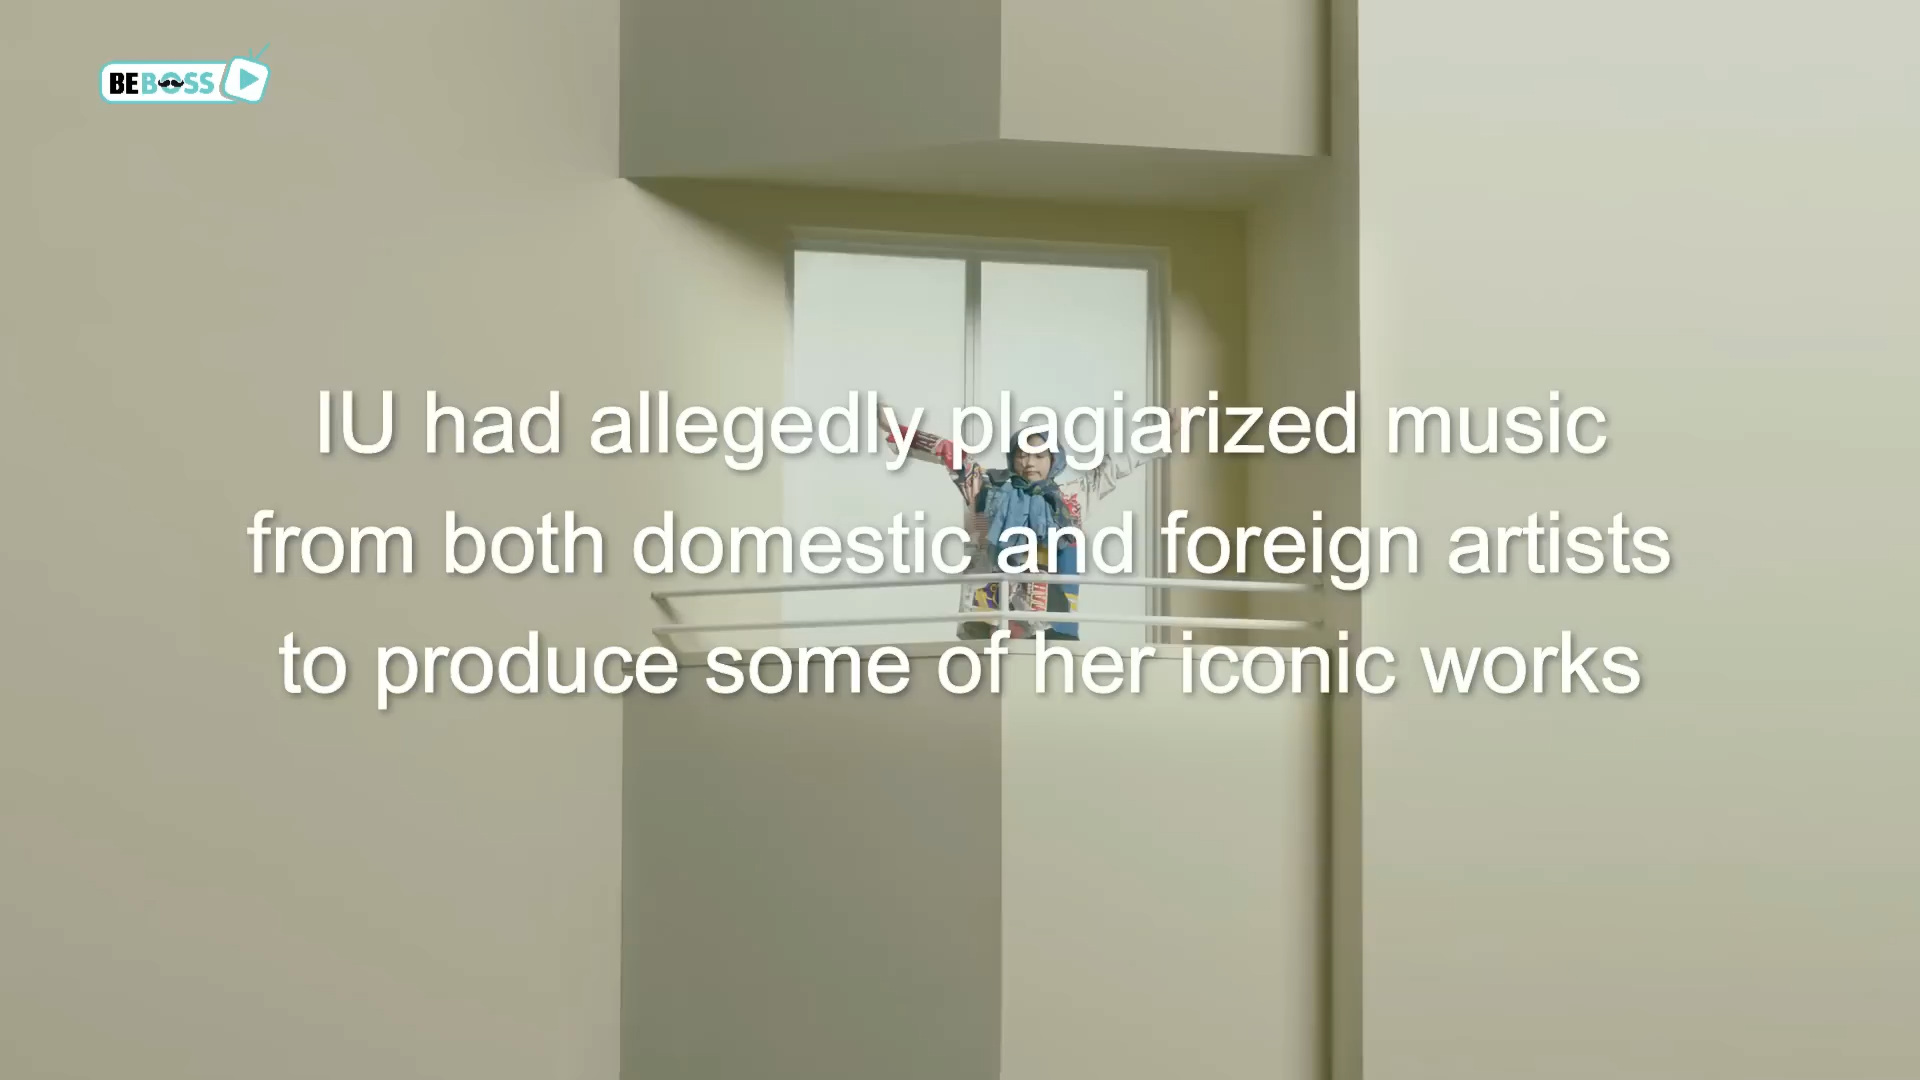 BEBOSS
IU had allegedly plagiarized music
from both domestic and foreign artists
to produce some of her iconic works